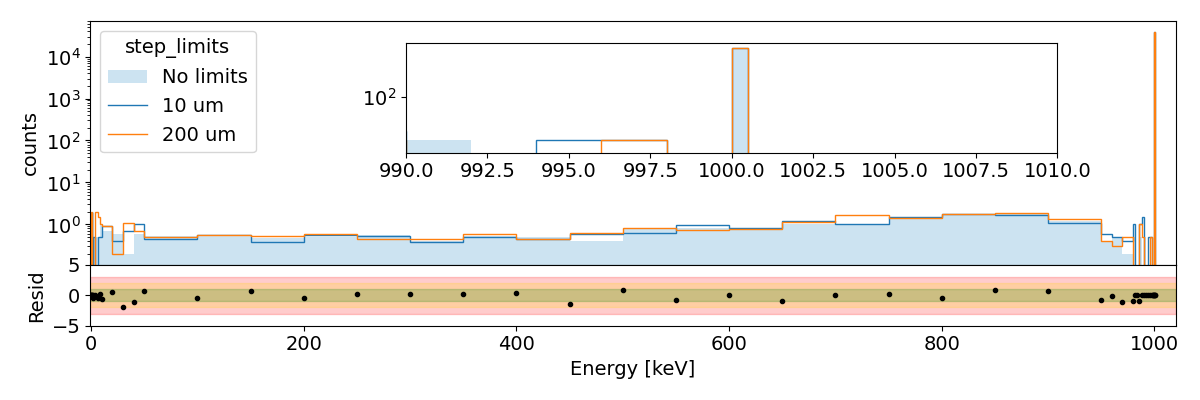 step_limits
No limits
10 um
200 um
counts
10^4
10^3
10^2
10^1
10^0
10^2
990.0 992.5 995.0 997.5 1000.0 1002.5 1005.0 1007.5 1010.0
Resid
5
0
−5
0 200 400 600 800 1000
Energy [keV]